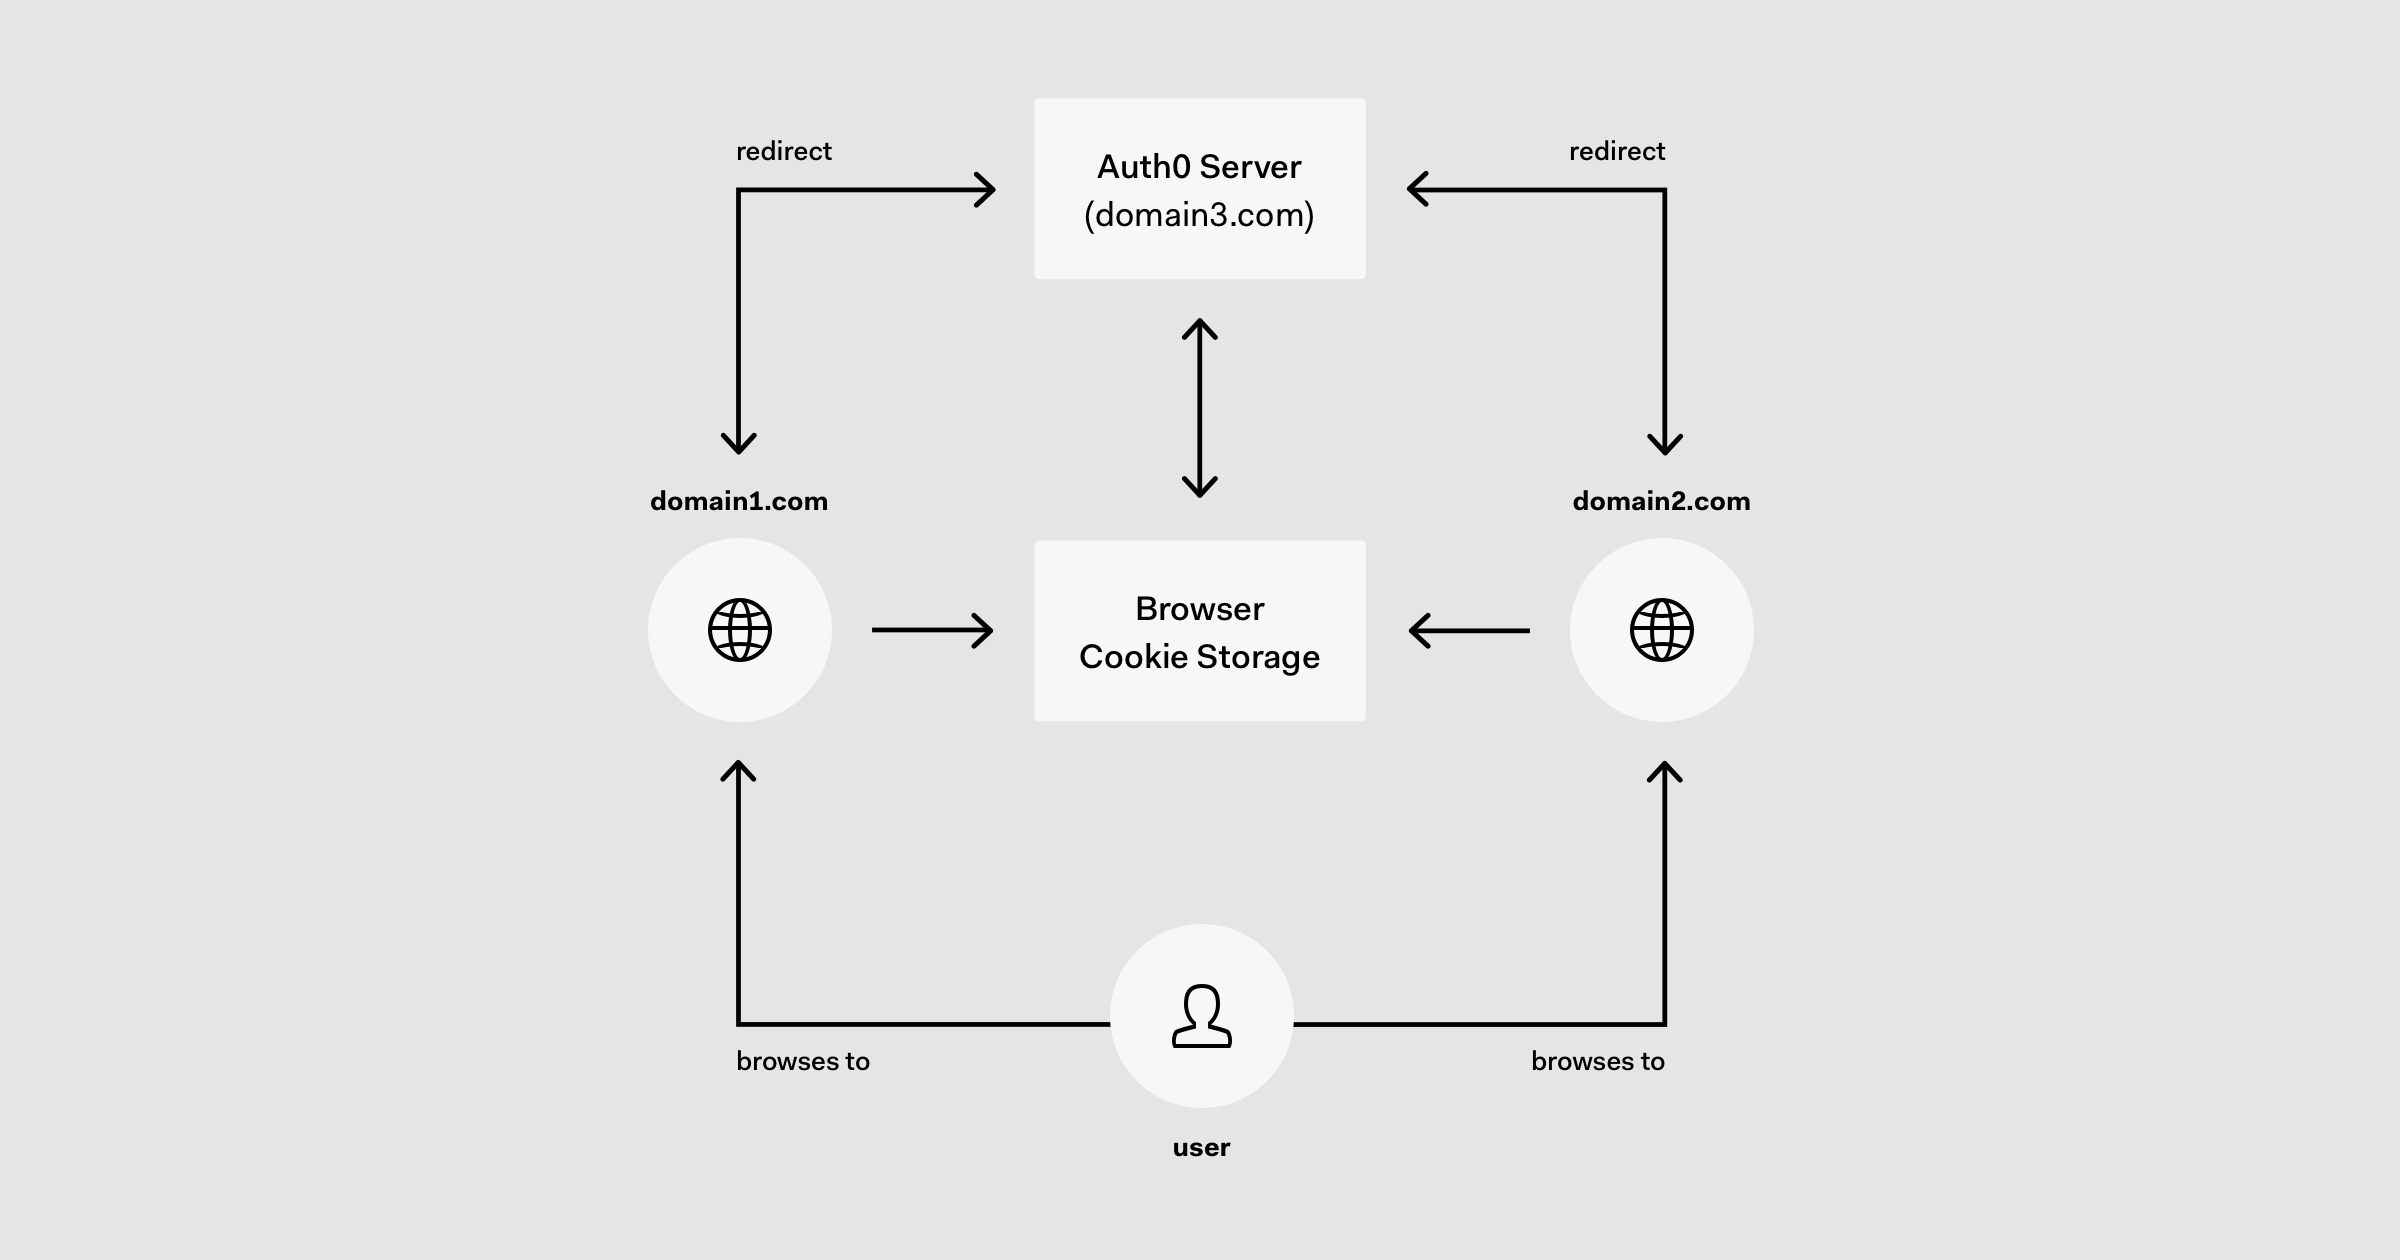 redirect
redirect
Auth0 Server
(domain3.com)
domain1.com
domain2.com
Browser
Cookie Storage
browses to
browses to
user